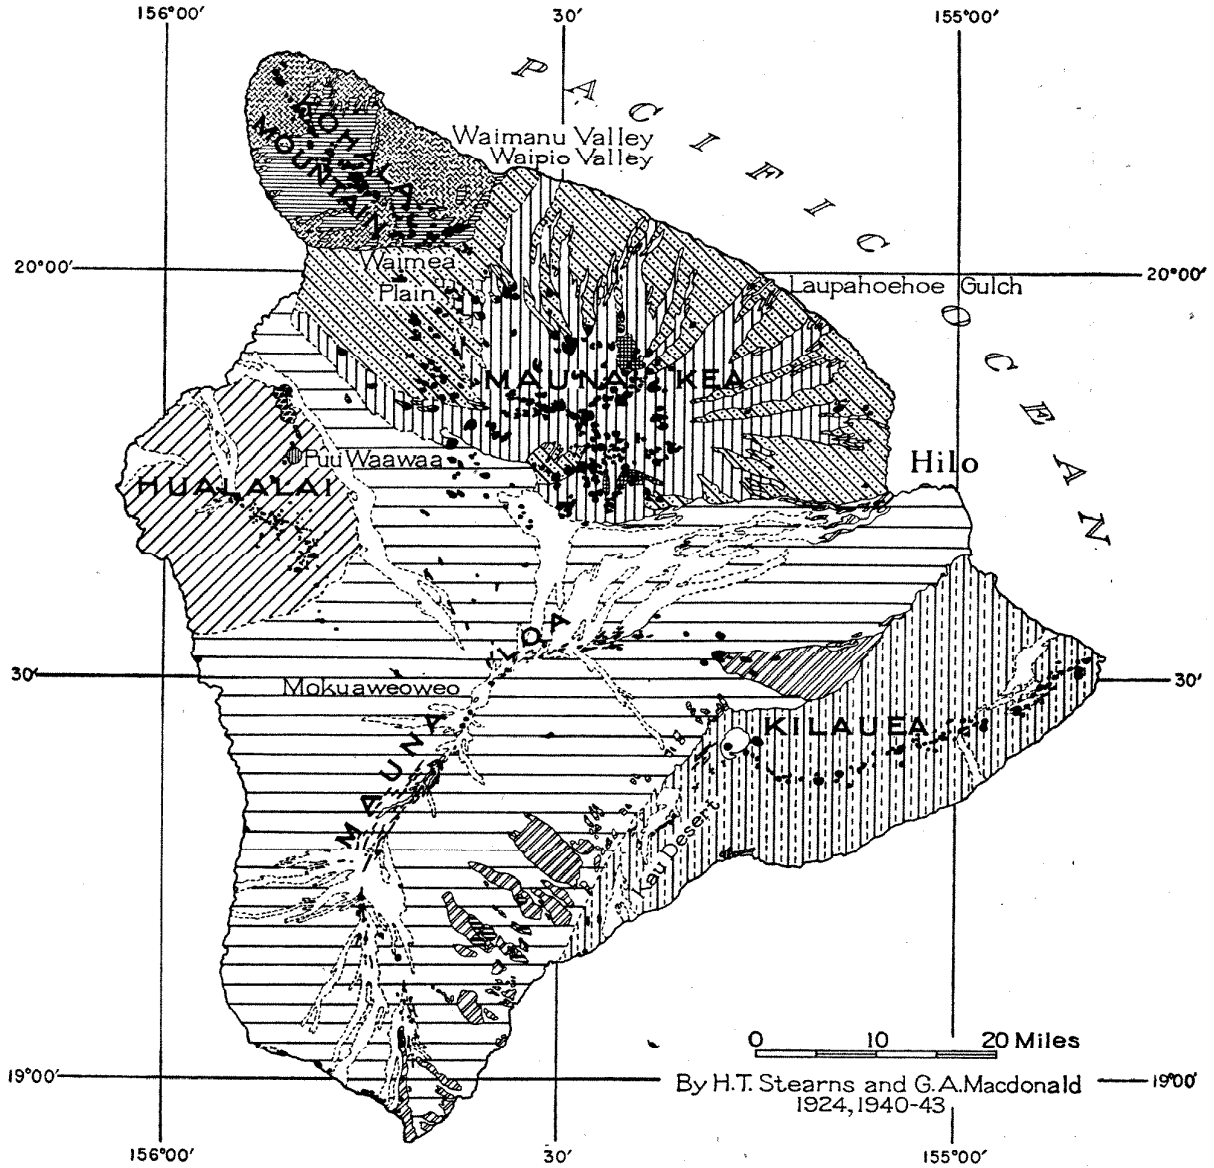 156°00′ 30′ 155°00′
PACIFIC OCEAN
KOHALA
MOUNTAIN
Waimanu Valley
Waipio Valley
20°00′ 20°00′
Waimea
Plain
Laupahoehoe Gulch
MAUNA KEA
Hilo
Puu Waawaa
HUALALAI
MAUNA LOA
30′ 30′
Mokuaweoweo
KILAUEA
Kau Desert
0 10 20 Miles
19°00′ 19°00′
By H.T. Stearns and G.A. Macdonald
1924, 1940-43
156°00′ 30′ 155°00′